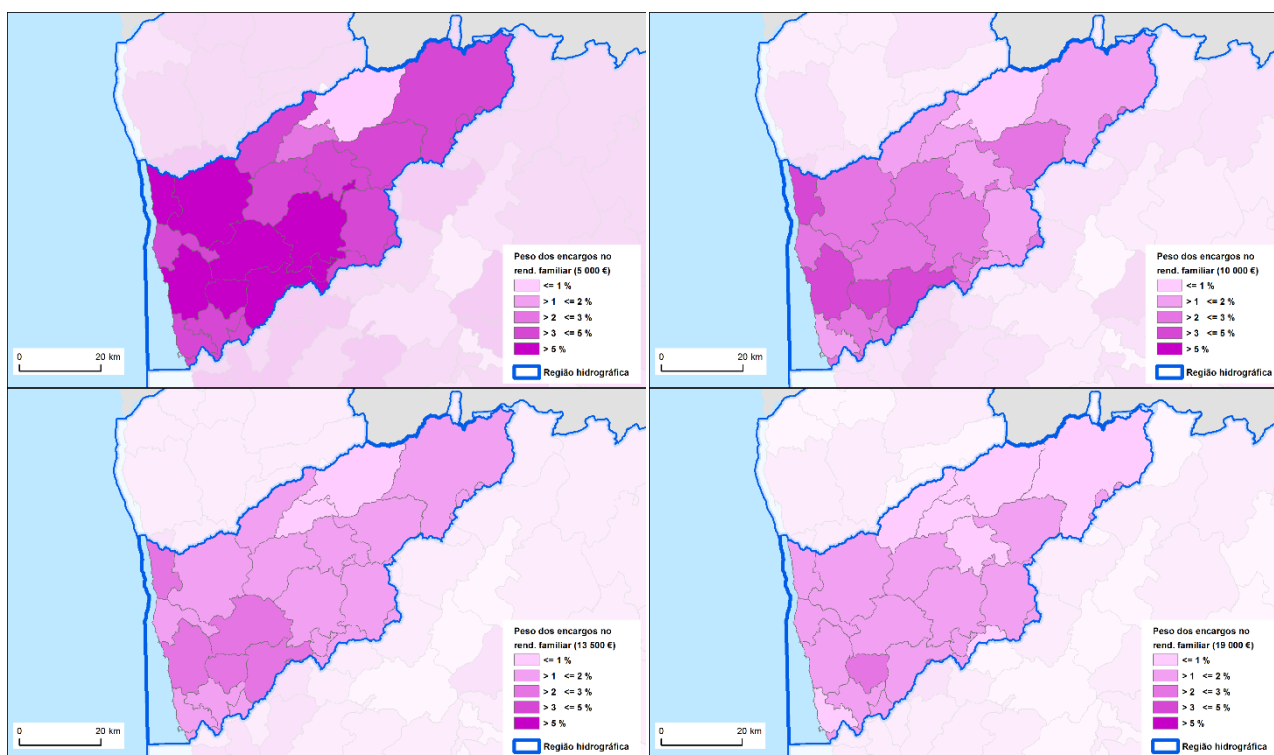 Peso dos encargos no
rend. familiar (5 000 €)
<= 1 %
> 1 <= 2 %
> 2 <= 3 %
> 3 <= 5 %
> 5 %
Região hidrográfica
0 20 km
Peso dos encargos no
rend. familiar (10 000 €)
<= 1 %
> 1 <= 2 %
> 2 <= 3 %
> 3 <= 5 %
> 5 %
Região hidrográfica
0 20 km
Peso dos encargos no
rend. familiar (13 500 €)
<= 1 %
> 1 <= 2 %
> 2 <= 3 %
> 3 <= 5 %
> 5 %
Região hidrográfica
0 20 km
Peso dos encargos no
rend. familiar (19 000 €)
<= 1 %
> 1 <= 2 %
> 2 <= 3 %
> 3 <= 5 %
> 5 %
Região hidrográfica
0 20 km